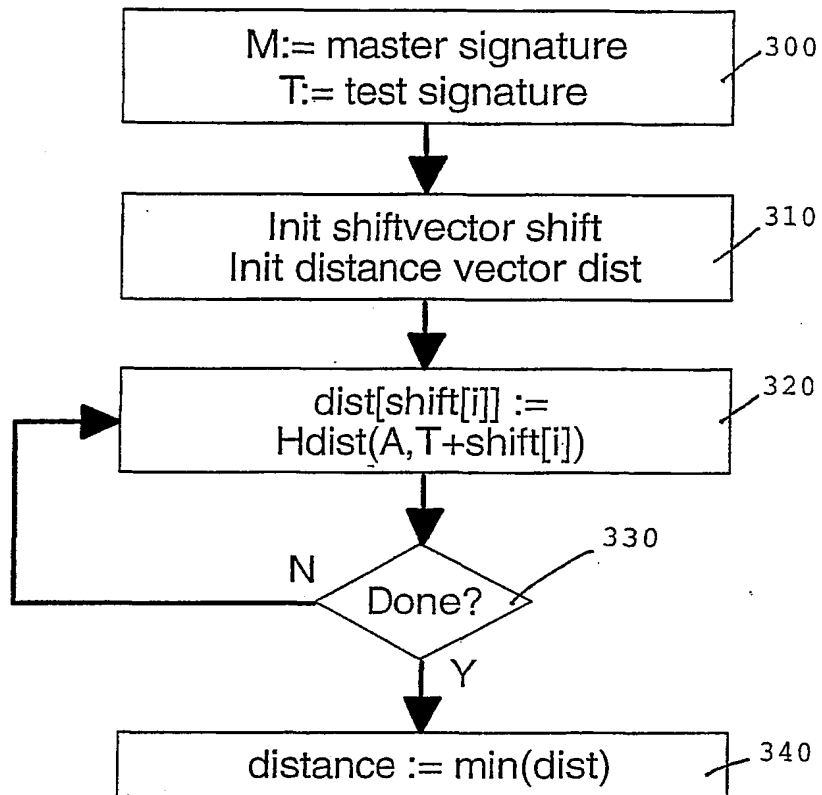 M:= master signature
T:= test signature
300
Init shiftvector shift
Init distance vector dist
310
dist[shift[i]] :=
Hdist(A,T+shift[i])
320
330
N
Done?
Y
distance := min(dist)
340